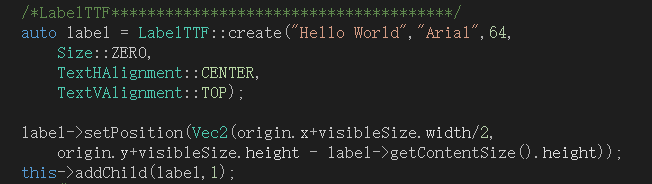 /*LabelTTF**************************************/
auto label = LabelTTF::create("Hello World","Arial",64,
Size::ZERO,
TextHAlignment::CENTER,
TextVAlignment::TOP);
label->setPosition(Vec2(origin.x+visibleSize.width/2,
origin.y+visibleSize.height - label->getContentSize().height));
this->addChild(label,1);